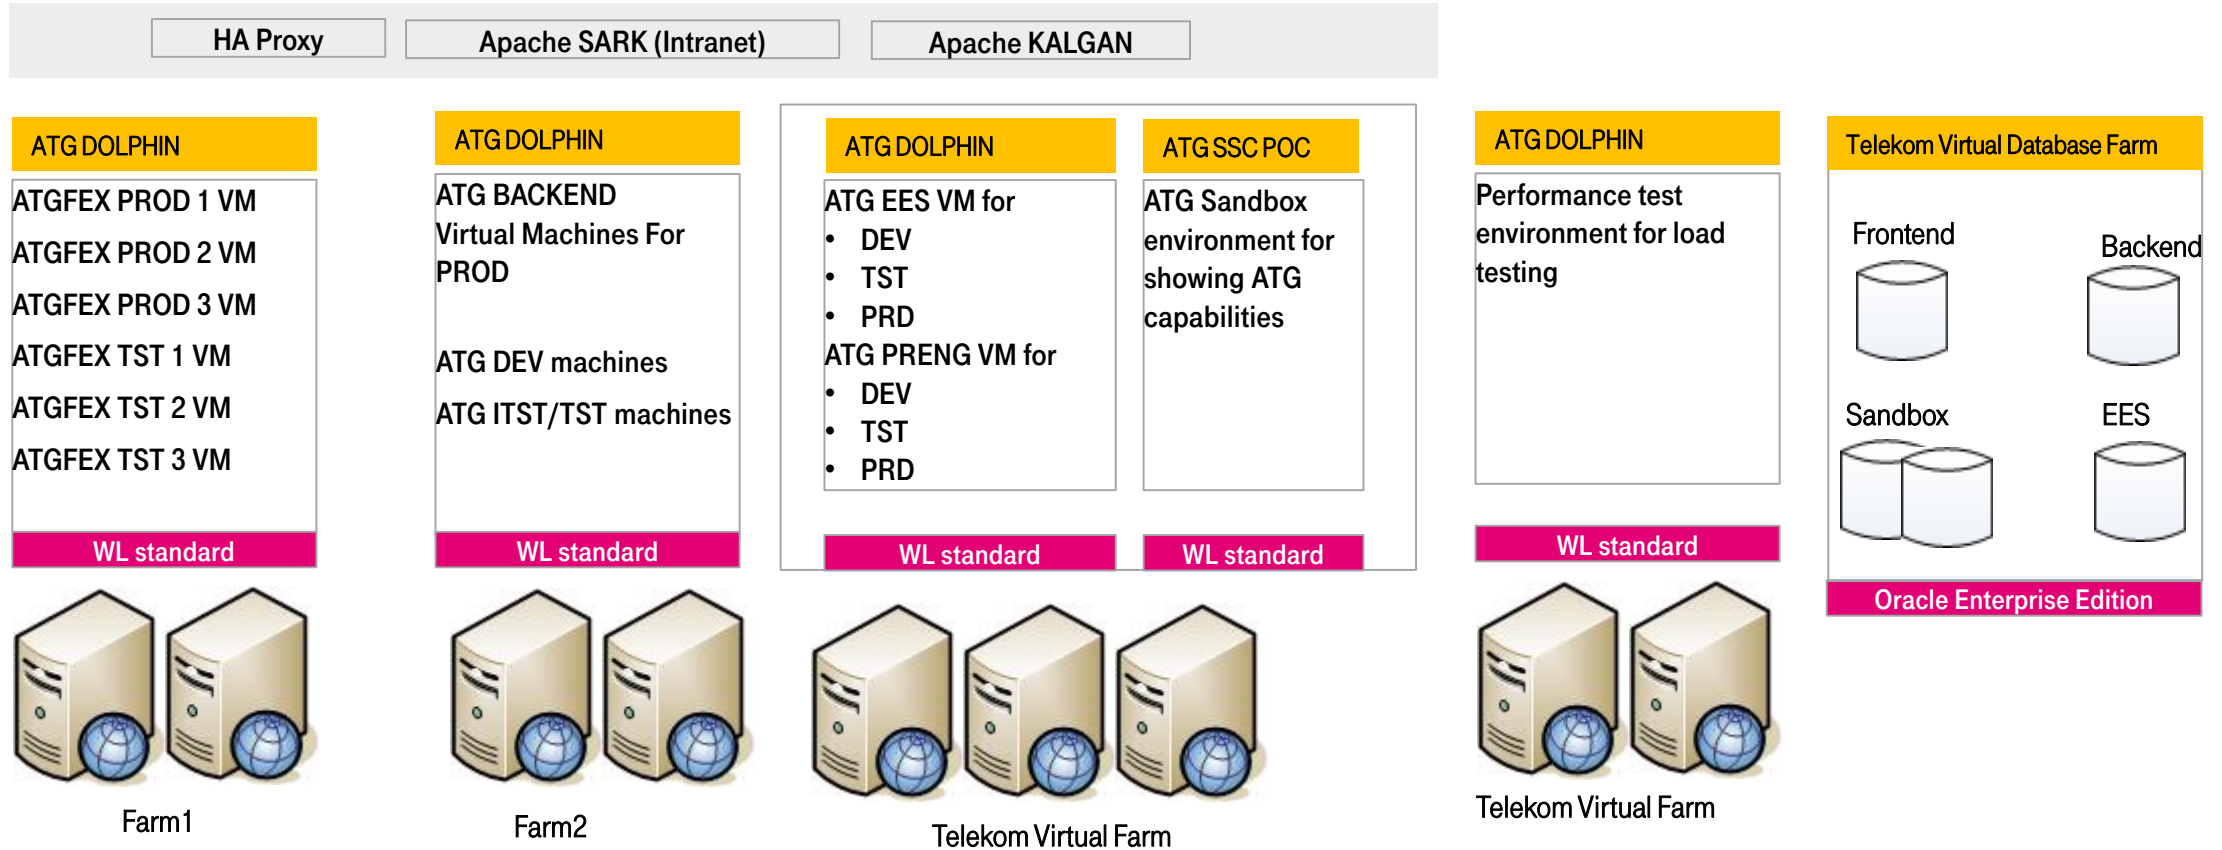 HA Proxy
Apache SARK (Intranet)
Apache KALGAN
ATG DOLPHIN
ATGFEX PROD 1 VM
ATGFEX PROD 2 VM
ATGFEX PROD 3 VM
ATGFEX TST 1 VM
ATGFEX TST 2 VM
ATGFEX TST 3 VM
WL standard
Farm1
ATG DOLPHIN
ATG BACKEND
Virtual Machines For
PROD
ATG DEV machines
ATG ITST/TST machines
WL standard
Farm2
ATG DOLPHIN
ATG EES VM for
• DEV
• TST
• PRD
ATG PRENG VM for
• DEV
• TST
• PRD
WL standard
ATG SSC POC
ATG Sandbox
environment for
showing ATG
capabilities
WL standard
Telekom Virtual Farm
ATG DOLPHIN
Performance test
environment for load
testing
WL standard
Telekom Virtual Farm
Telekom Virtual Database Farm
Frontend
Backend
Sandbox
EES
Oracle Enterprise Edition